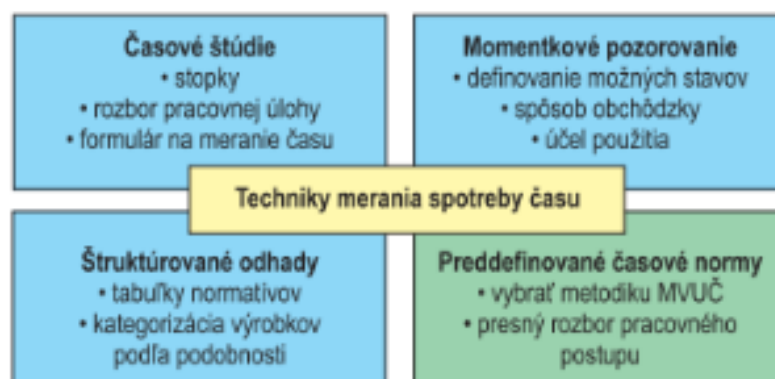 Časové štúdie
• stopky
• rozbor pracovnej úlohy
• formulár na meranie času
Momentkové pozorovanie
• definovanie možných stavov
• spôsob obchôdzky
• účel použitia
Techniky merania spotreby času
Štruktúrované odhady
• tabuľky normatívov
• kategorizácia výrobkov
podľa podobnosti
Preddefinované časové normy
• vybrať metodiku MVUČ
• presný rozbor pracovného
postupu